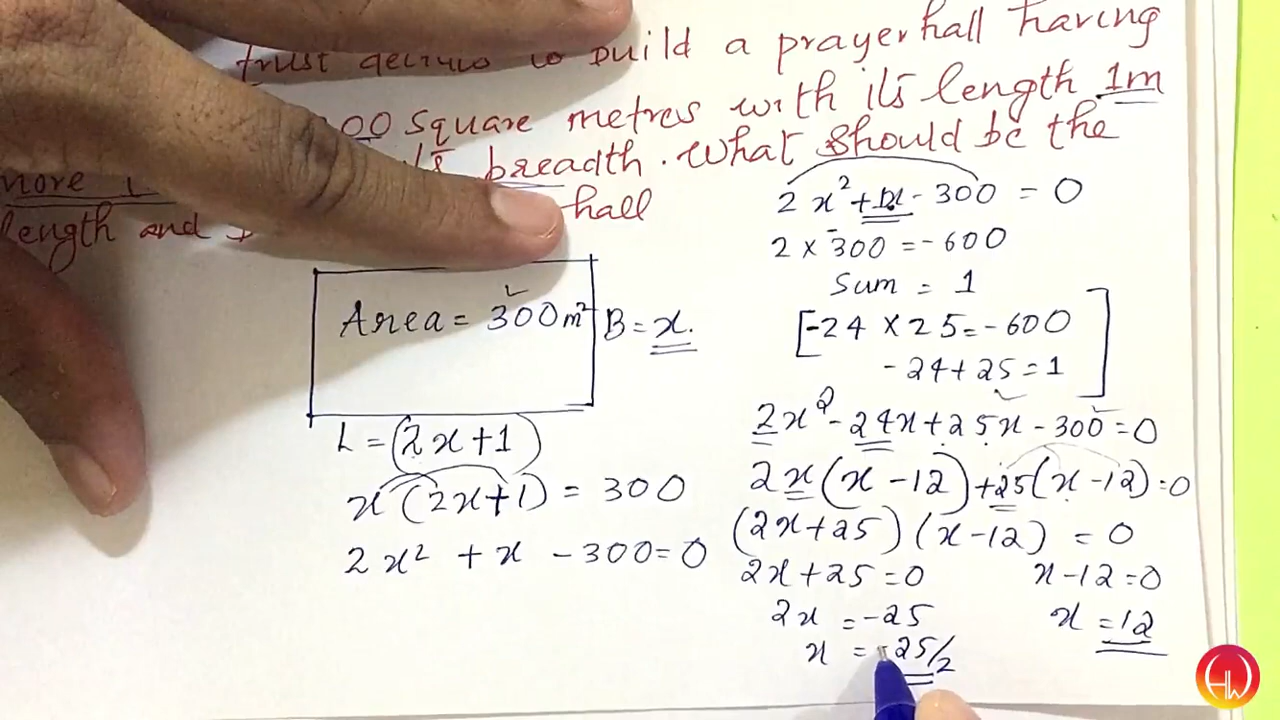 trust to build a prayer hall having
00 square metres with its length 1m
more breadth. What should be the
length and hall
Area = 300m²
B = x.
L = (2x+1)
x (2x+1) = 300
2x² + x - 300=0
2x²+1x - 300 = 0
2 x -300 = -600
Sum = 1
[-24 x 25 = -600
-24+25=1]
2x² - 24x + 25x - 300 = 0
2x(x - 12) + 25(x - 12) = 0
(2x+25) (x-12) = 0
2x+25=0 x-12=0
2x = -25 x = 12
x = -25/2
HW